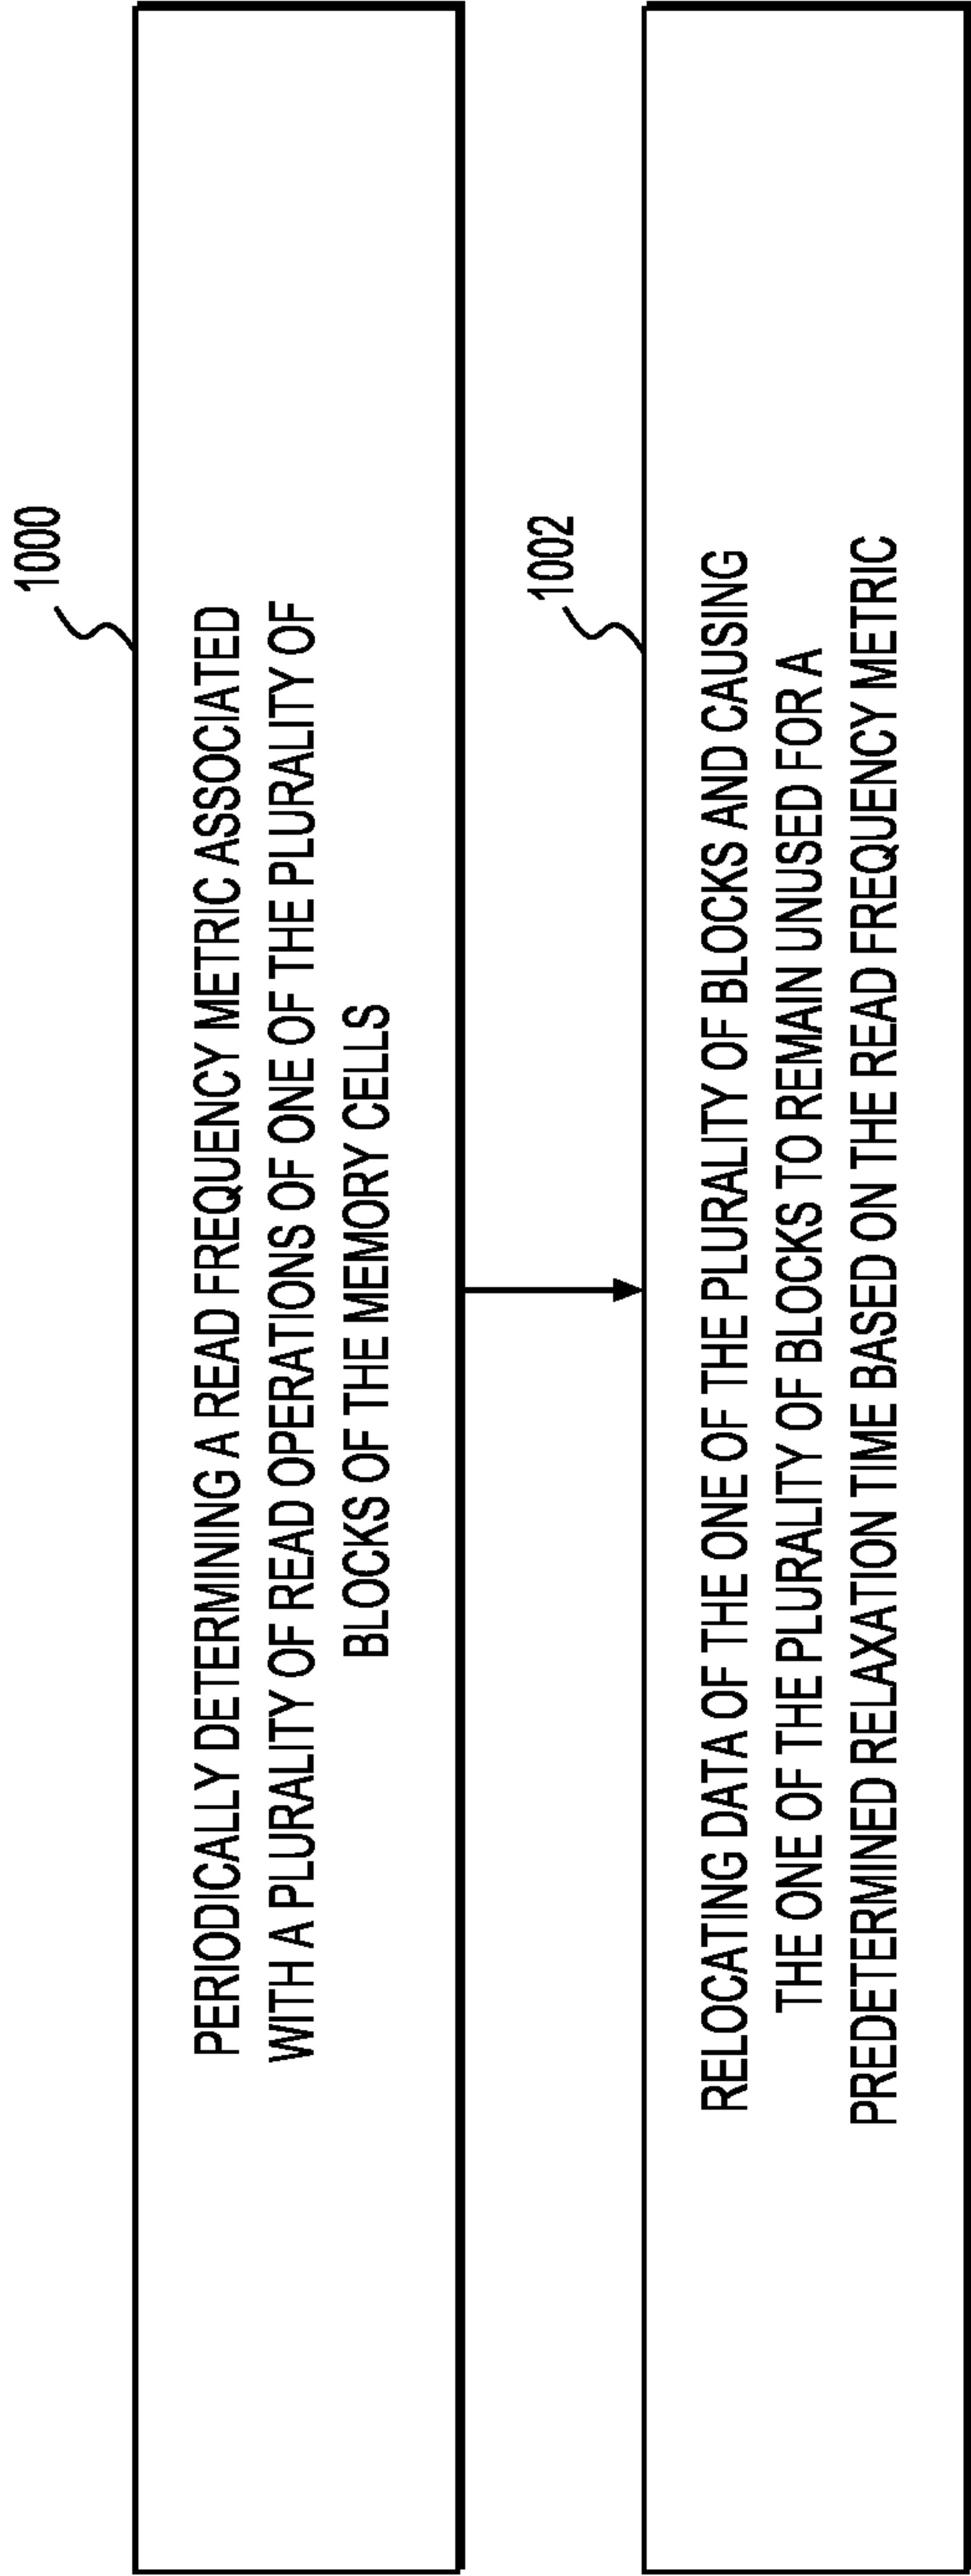 1000
PERIODICALLY DETERMINING A READ FREQUENCY METRIC ASSOCIATED
WITH A PLURALITY OF READ OPERATIONS OF ONE OF THE PLURALITY OF
BLOCKS OF THE MEMORY CELLS
1002
RELOCATING DATA OF THE ONE OF THE PLURALITY OF BLOCKS AND CAUSING
THE ONE OF THE PLURALITY OF BLOCKS TO REMAIN UNUSED FOR A
PREDETERMINED RELAXATION TIME BASED ON THE READ FREQUENCY METRIC